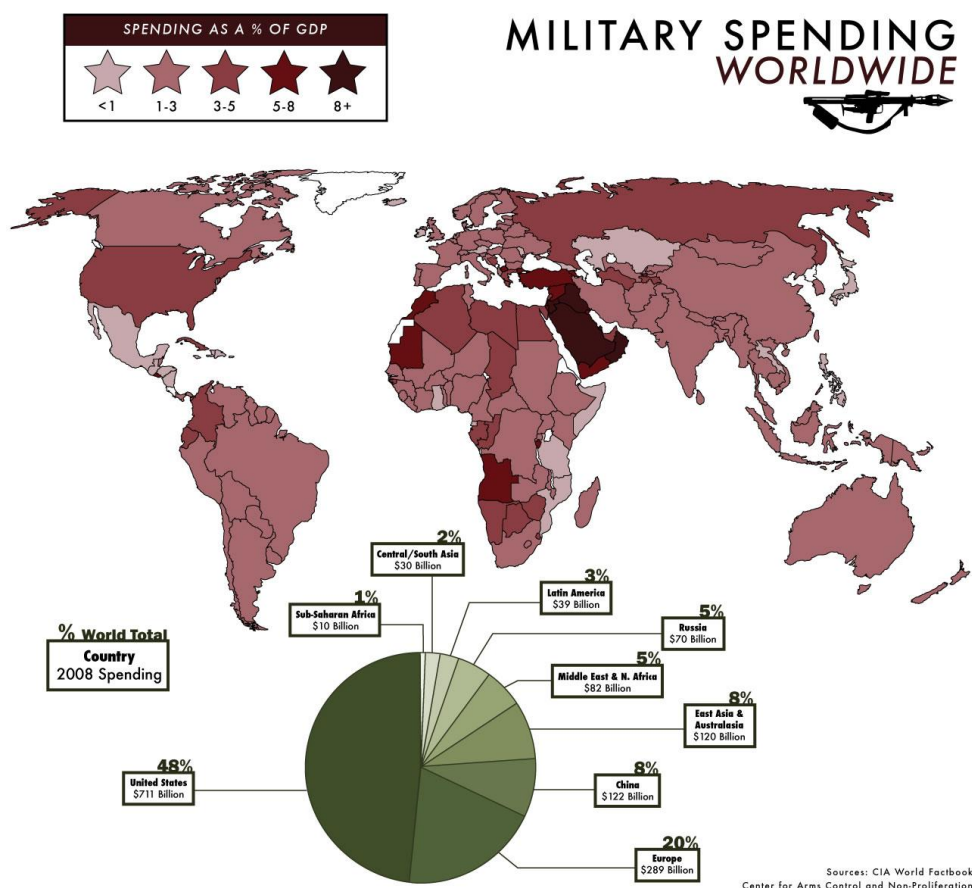 SPENDING AS A % OF GDP
<1 1-3 3-5 5-8 8+
MILITARY SPENDING
WORLDWIDE
2%
Central/South Asia
$30 Billion
1%
Sub-Saharan Africa
$10 Billion
3%
Latin America
$39 Billion
5%
Russia
$70 Billion
% World Total
Country
2008 Spending
5%
Middle East & N. Africa
$82 Billion
8%
East Asia &
Australasia
$120 Billion
48%
United States
$711 Billion
8%
China
$122 Billion
20%
Europe
$289 Billion
Sources: CIA World Factbook
Center for Arms Control and Non-Proliferation